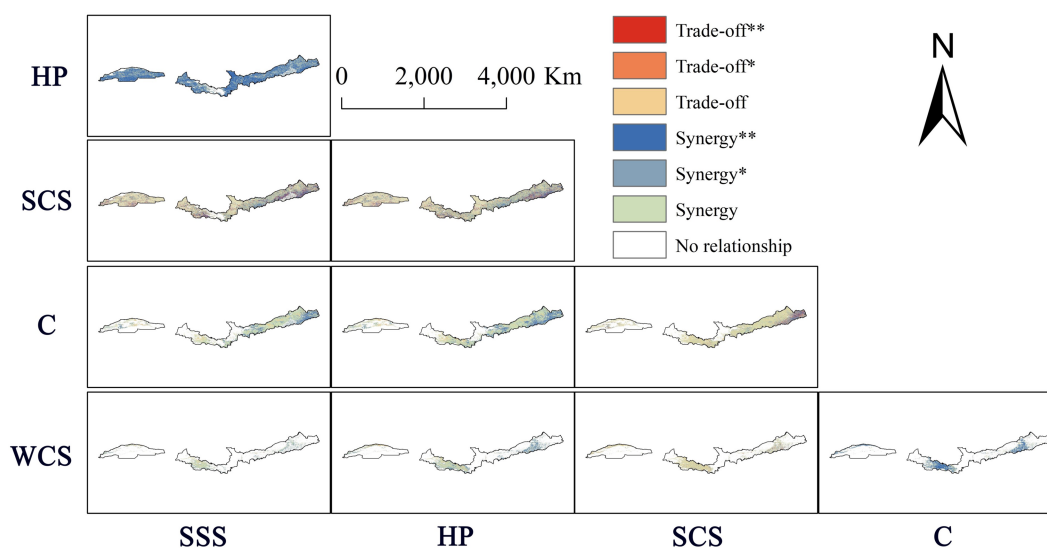 HP
SCS
C
WCS
SSS
HP
SCS
C
0 2,000 4,000 Km
Trade-off**
Trade-off*
Trade-off
Synergy**
Synergy*
Synergy
No relationship
N